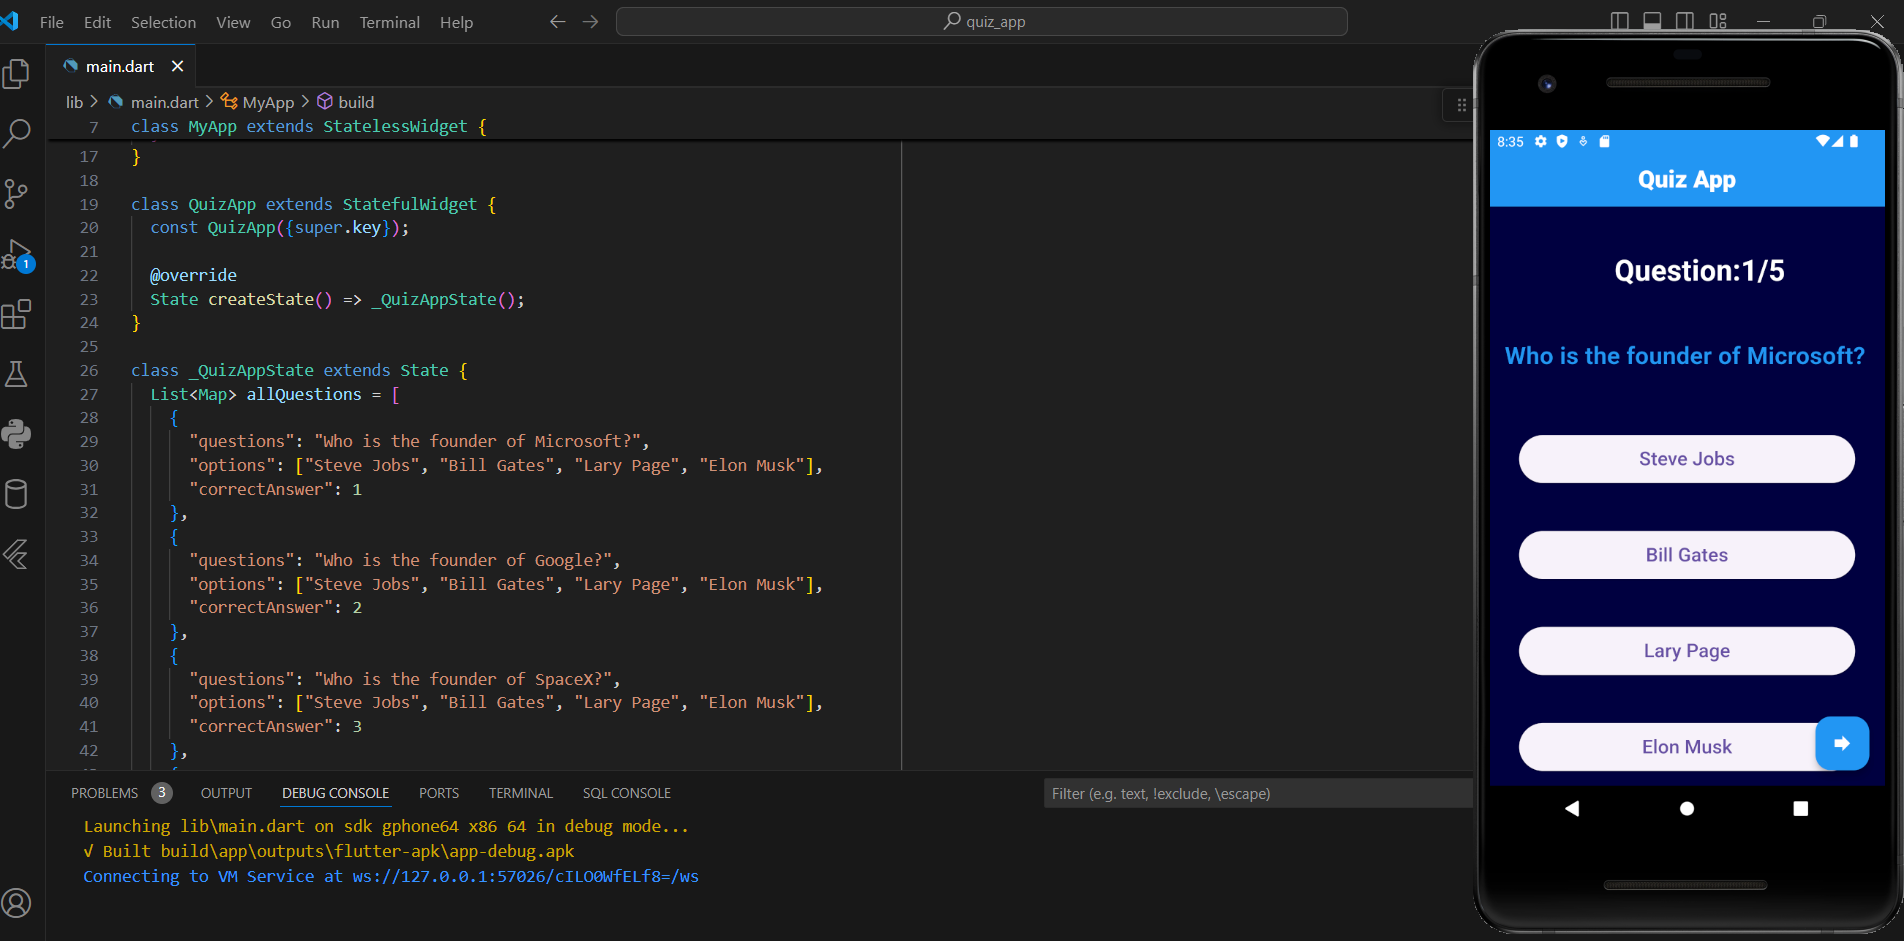 File Edit Selection View Go Run Terminal Help
quiz_app
main.dart
lib > main.dart > MyApp > build
7 class MyApp extends StatelessWidget {
17 }
18
19 class QuizApp extends StatefulWidget {
20 const QuizApp({super.key});
21
22 @override
23 State createState() => _QuizAppState();
24 }
25
26 class _QuizAppState extends State {
27 List<Map> allQuestions = [
28 {
29 "questions": "Who is the founder of Microsoft?",
30 "options": ["Steve Jobs", "Bill Gates", "Lary Page", "Elon Musk"],
31 "correctAnswer": 1
32 },
33 {
34 "questions": "Who is the founder of Google?",
35 "options": ["Steve Jobs", "Bill Gates", "Lary Page", "Elon Musk"],
36 "correctAnswer": 2
37 },
38 {
39 "questions": "Who is the founder of SpaceX?",
40 "options": ["Steve Jobs", "Bill Gates", "Lary Page", "Elon Musk"],
41 "correctAnswer": 3
42 },
1
PROBLEMS 3 OUTPUT DEBUG CONSOLE PORTS TERMINAL SQL CONSOLE
Filter (e.g. text, !exclude, \escape)
Launching lib\main.dart on sdk gphone64 x86 64 in debug mode...
√ Built build\app\outputs\flutter-apk\app-debug.apk
Connecting to VM Service at ws://127.0.0.1:57026/cILO0WfELf8=/ws
8:35
Quiz App
Question:1/5
Who is the founder of Microsoft?
Steve Jobs
Bill Gates
Lary Page
Elon Musk